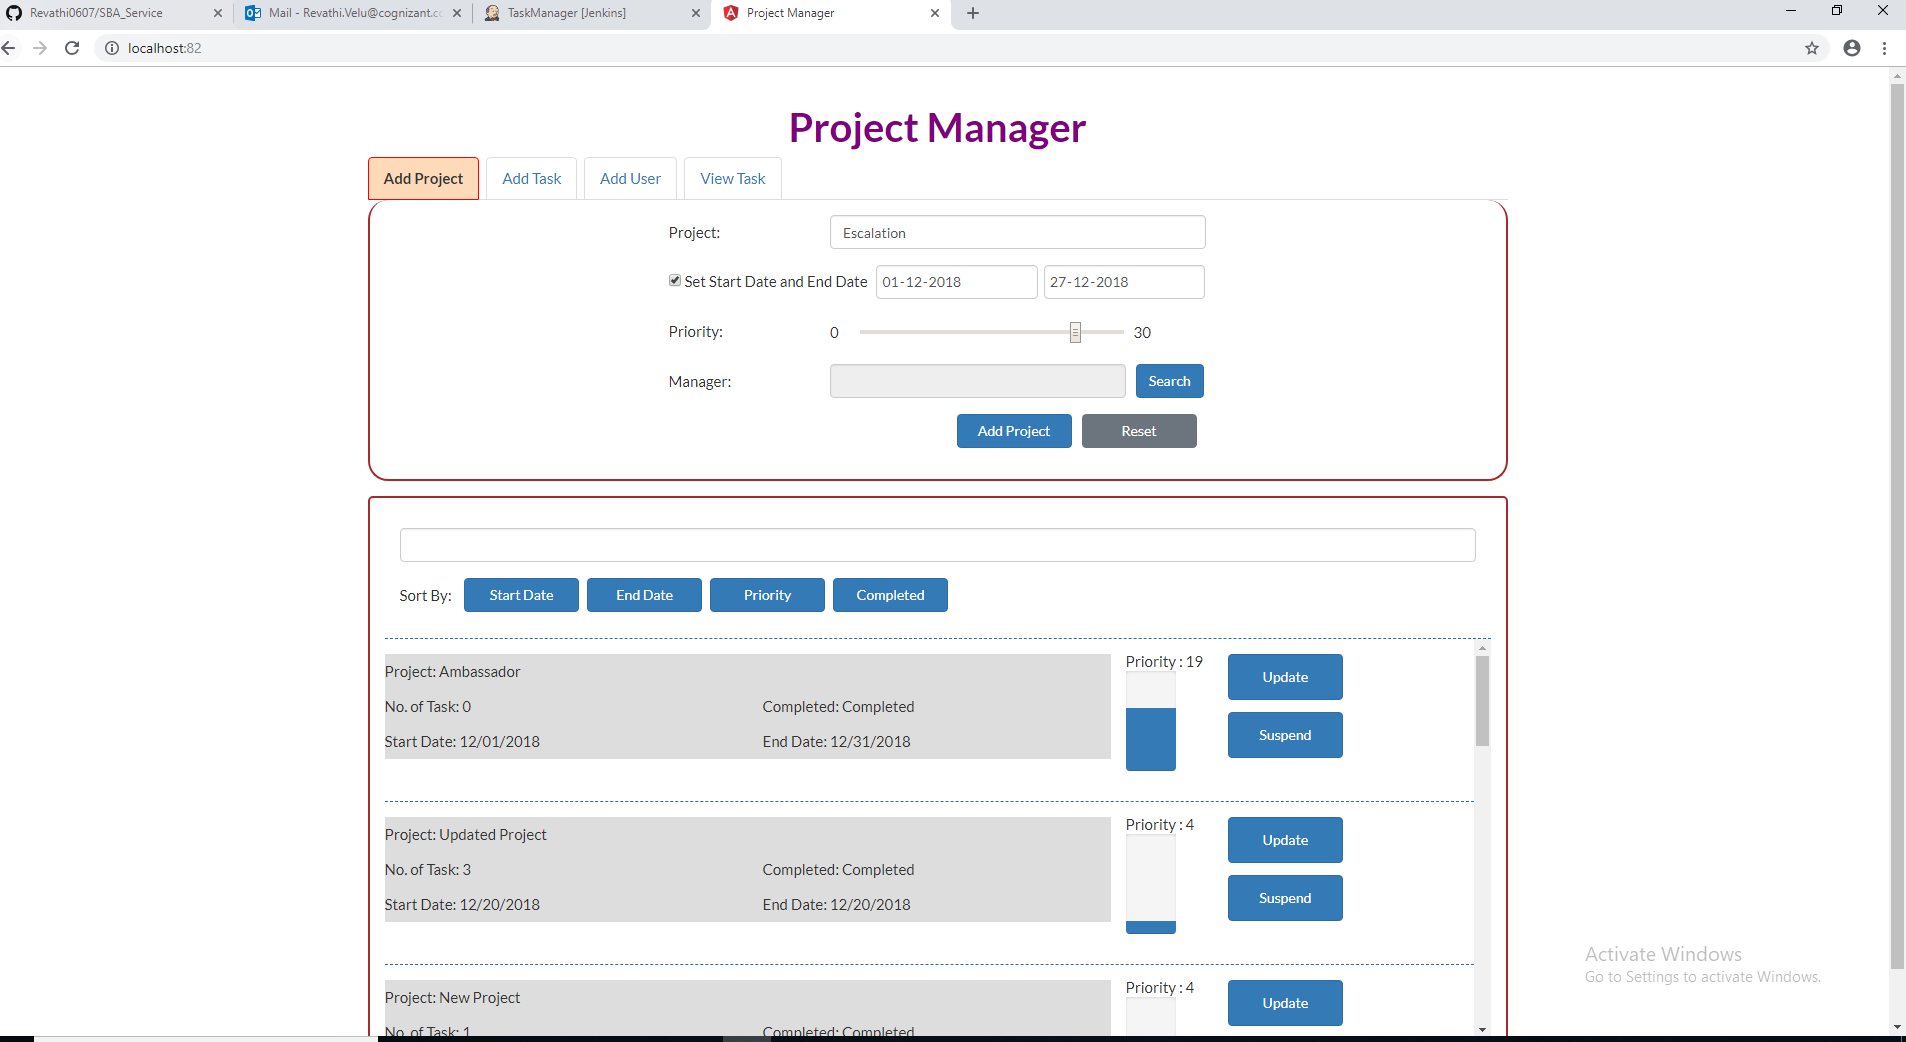 Revathi0607/SBA_Service
Mail - Revathi.Velu@cognizant.co
TaskManager [Jenkins]
Project Manager
localhost:82
Project Manager
Add Project
Add Task
Add User
View Task
Project:
Escalation
Set Start Date and End Date
01-12-2018
27-12-2018
Priority:
0
30
Manager:
Search
Add Project
Reset
Sort By:
Start Date
End Date
Priority
Completed
Project: Ambassador
Priority : 19
Update
No. of Task: 0
Completed: Completed
Suspend
Start Date: 12/01/2018
End Date: 12/31/2018
Project: Updated Project
Priority : 4
Update
No. of Task: 3
Completed: Completed
Suspend
Start Date: 12/20/2018
End Date: 12/20/2018
Project: New Project
Priority : 4
Update
No. of Task: 1
Completed: Completed
Activate Windows
Go to Settings to activate Windows.